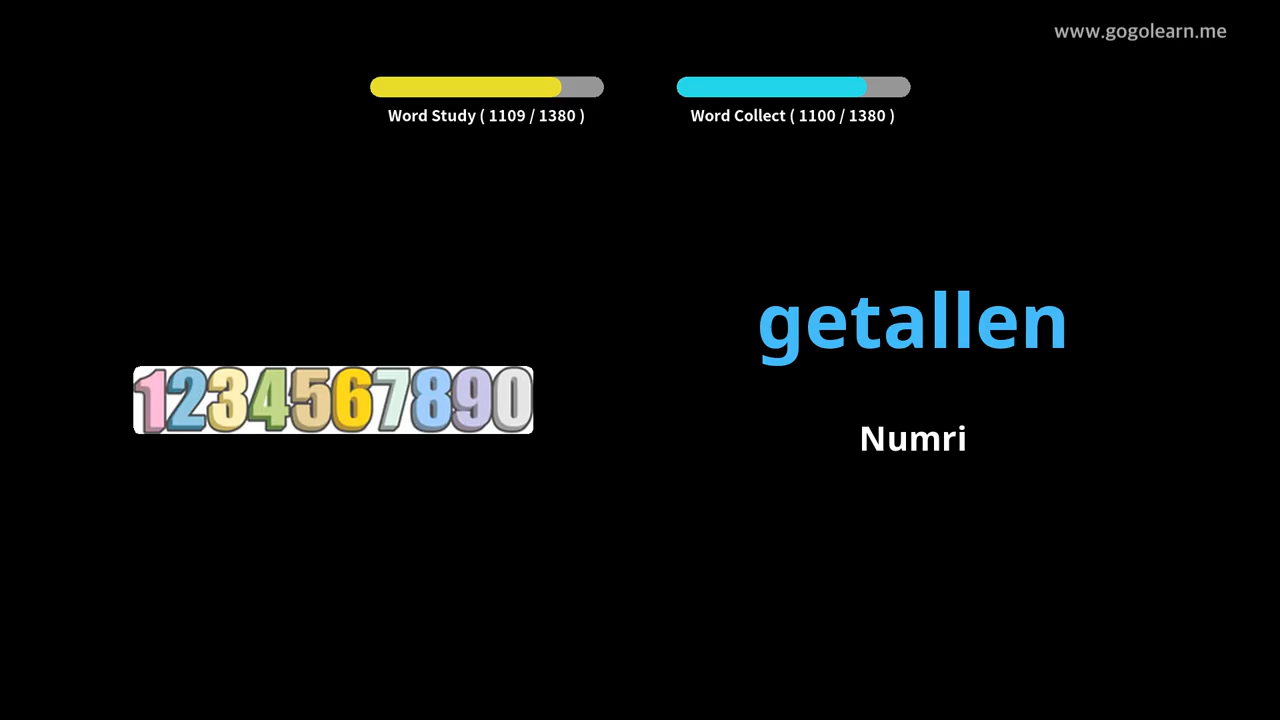 www.gogolearn.me
Word Study ( 1109 / 1380 )
Word Collect ( 1100 / 1380 )
getallen
1234567890
Numri